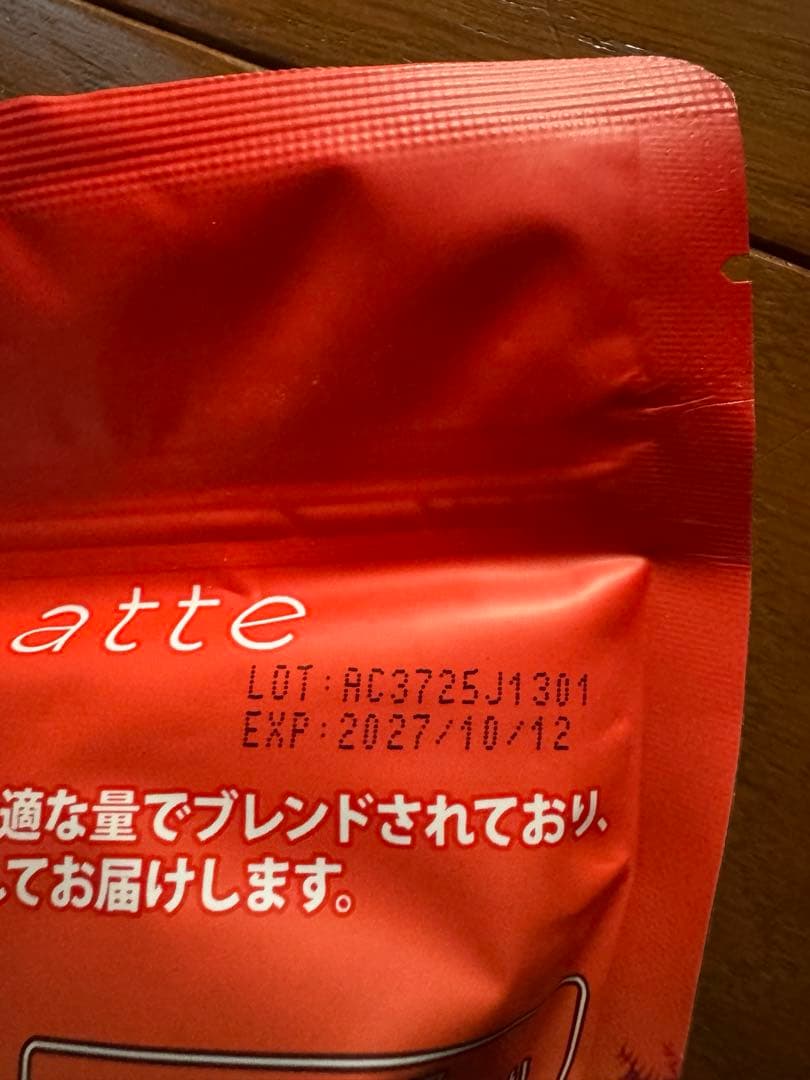 atte
LOT:AC3725J1301
EXP:2027/10/12
適な量でブレンドされており、
てお届けします。